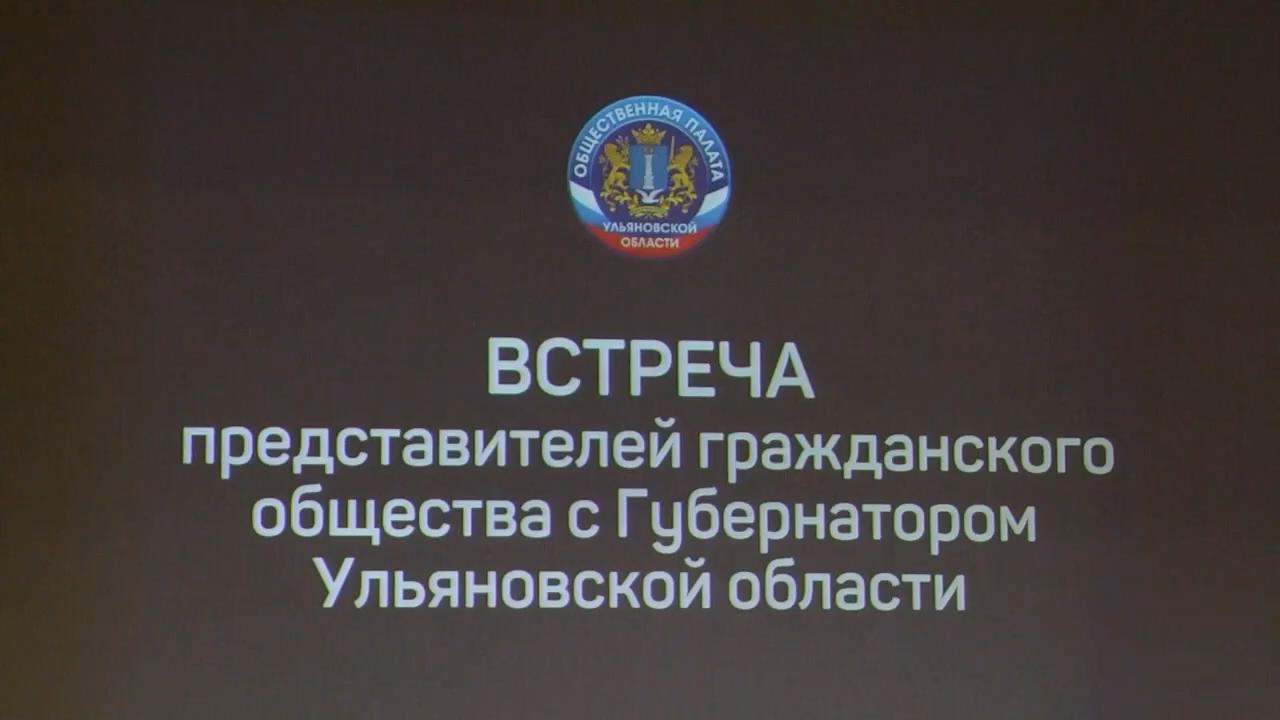 ОБЩЕСТВЕННАЯ ПАЛАТА
УЛЬЯНОВСКОЙ
ОБЛАСТИ
ВСТРЕЧА
представителей гражданского
общества с Губернатором
Ульяновской области